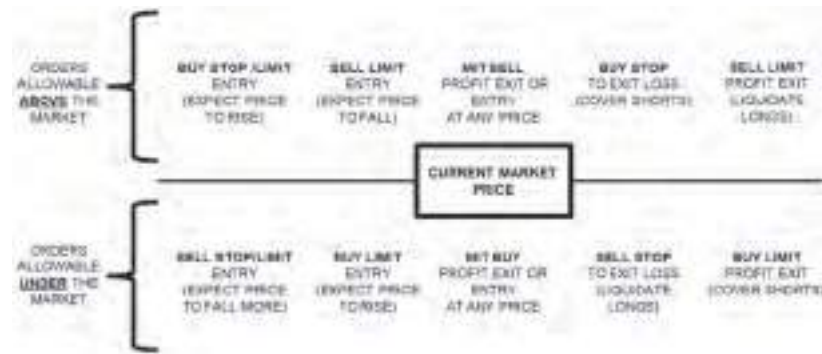 ORDERS
ALLOWABLE
ABOVE THE
MARKET
BUY STOP/LIMIT
ENTRY
(EXPECT PRICE
TO RISE)
SELL LIMIT
ENTRY
(EXPECT PRICE
TO FALL)
MIT SELL
PROFIT EXIT OR
ENTRY
AT ANY PRICE
BUY STOP
TO EXIT LOSS
(COVER SHORTS)
SELL LIMIT
PROFIT EXIT
(LIQUIDATE
LONGS)
CURRENT MARKET
PRICE
ORDERS
ALLOWABLE
UNDER THE
MARKET
SELL STOP/LIMIT
ENTRY
(EXPECT PRICE
TO FALL MORE)
BUY LIMIT
ENTRY
(EXPECT PRICE
TO RISE)
MIT BUY
PROFIT EXIT OR
ENTRY
AT ANY PRICE
SELL STOP
TO EXIT LOSS
(LIQUIDATE
LONGS)
BUY LIMIT
PROFIT EXIT
(COVER SHORTS)